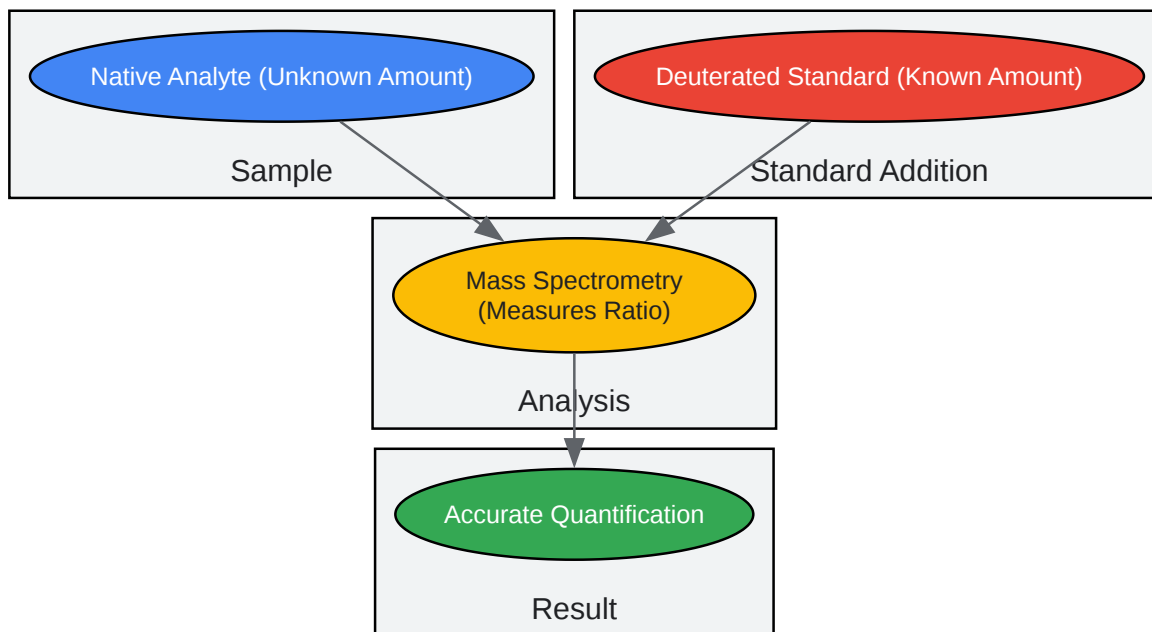 Native Analyte (Unknown Amount)
Deuterated Standard (Known Amount)
Sample
Standard Addition
Mass Spectrometry
(Measures Ratio)
Analysis
Accurate Quantification
Result